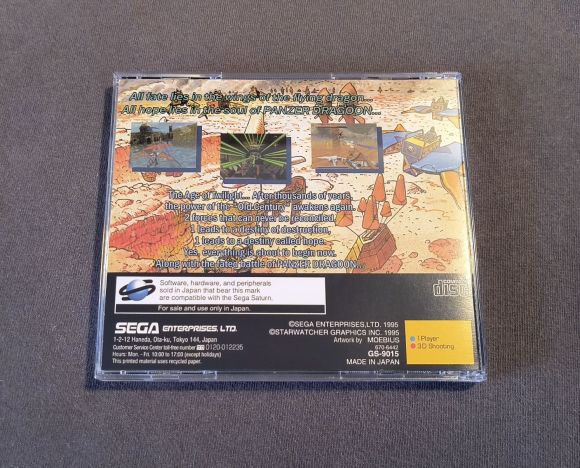 All fate lies in the wings of the flying dragon...
All hope lies in the soul of PANZER DRAGOON...
The Age of Twilight... After thousands of years,
the power of the "Old Century" awakens again.
2 forces that can never be reconciled.
1 leads to a destiny of destruction,
1 leads to a destiny called hope.
Yes, everything is about to begin now.
Along with the fated battle of PANZER DRAGOON...
Software, hardware, and peripherals
sold in Japan that bear this mark
are compatible with the Sega Saturn.
For sale and use only in Japan.
COMPACT
disc
SEGA ENTERPRISES, LTD.
1-2-12 Haneda, Ota-ku, Tokyo 144, Japan
Customer Service Center toll-free number 0120-012235
Hours: Mon. - Fri. 10:00 to 17:00 (except holidays)
This printed material uses recycled paper.
©SEGA ENTERPRISES,LTD. 1995
©STARWATCHER GRAPHICS INC. 1995
Artwork by MOEBIUS
670-6442
GS-9015
MADE IN JAPAN
1 Player
3D Shooting